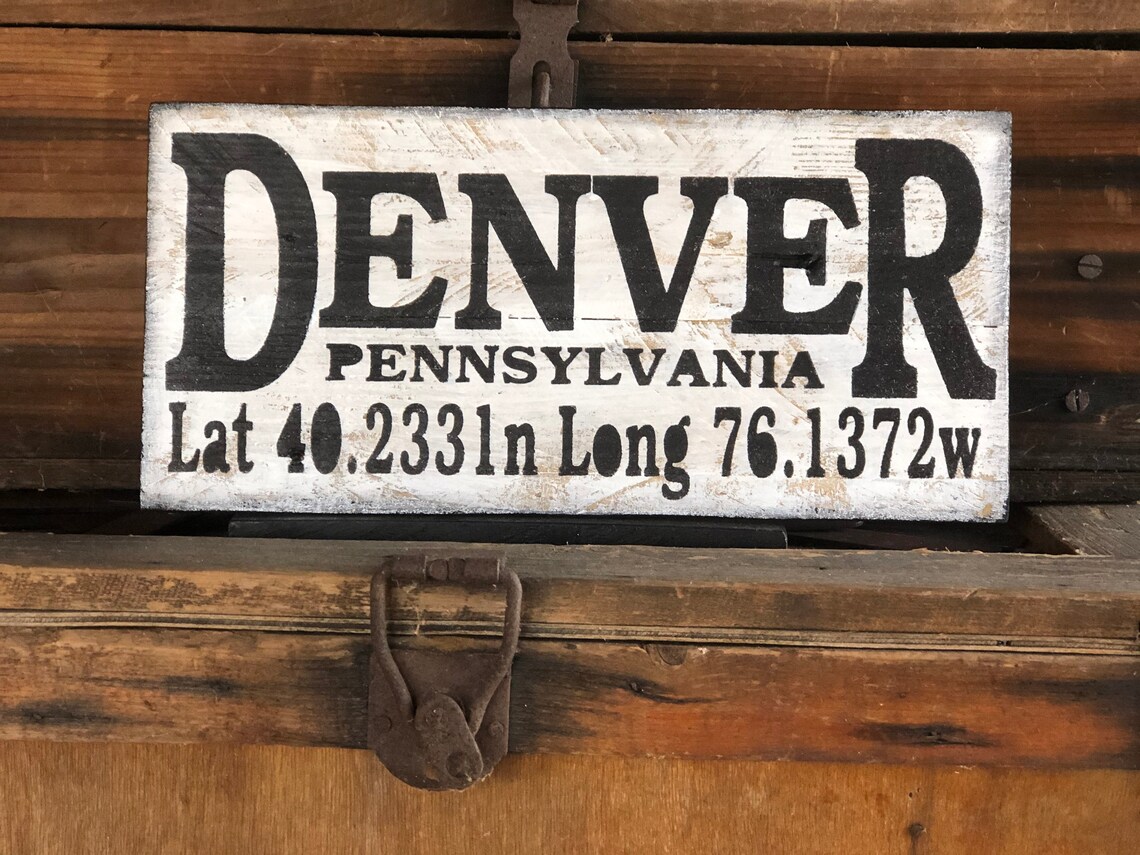 DENVER
PENNSYLVANIA
Lat 40.2331n Long 76.1372w